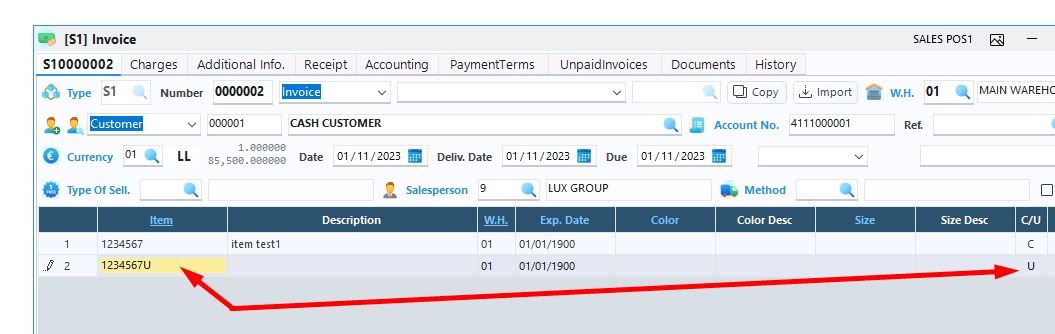 [S1] Invoice SALES POS1
S10000002 Charges Additional Info. Receipt Accounting PaymentTerms UnpaidInvoices Documents History
Type S1 Number 0000002 Invoice Copy Import W.H. 01 MAIN WAREHO
Customer 000001 CASH CUSTOMER Account No. 4111000001 Ref.
Currency 01 LL 1.000000
85,500.000000 Date 01/11/2023 Deliv. Date 01/11/2023 Due 01/11/2023
Type Of Sell. Salesperson 9 LUX GROUP Method
Item Description W.H. Exp. Date Color Color Desc Size Size Desc C/U
1 1234567 item test1 01 01/01/1900 C
2 1234567U 01 01/01/1900 U